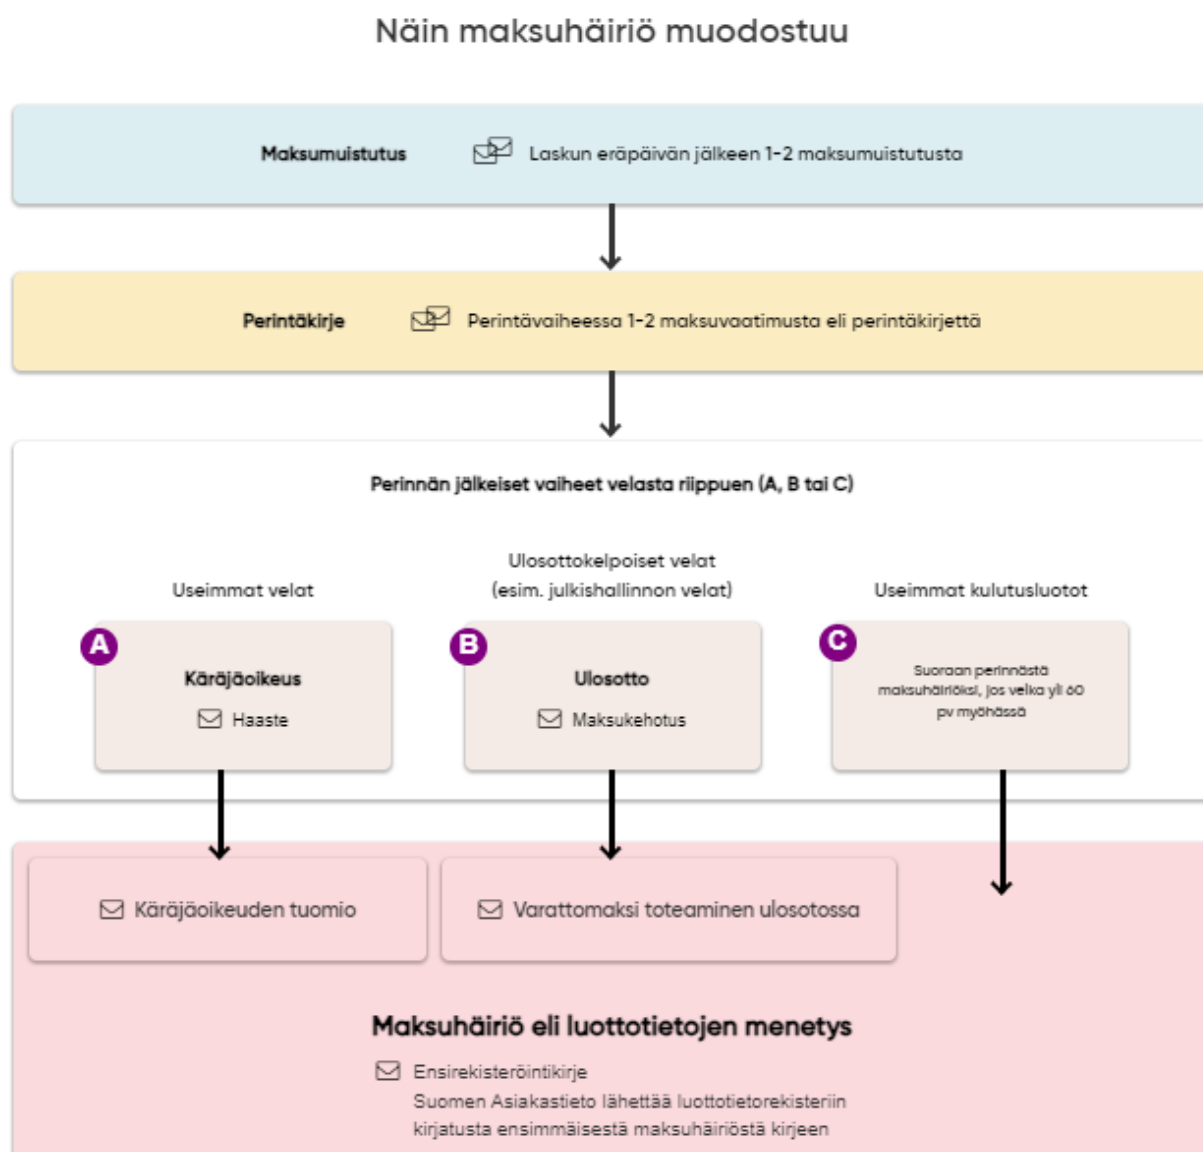 Näin maksuhäiriö muodostuu
Maksumuistutus
Laskun eräpäivän jälkeen 1-2 maksumuistutusta
Perintäkirje
Perintävaiheessa 1-2 maksuvaatimusta eli perintäkirjettä
Perinnän jälkeiset vaiheet velasta riippuen (A, B tai C)
Useimmat velat
A
Käräjäoikeus
Haaste
Ulosottokelpoiset velat
(esim. julkishallinnon velat)
B
Ulosotto
Maksukehotus
Useimmat kulutusluotot
C
Suoraan perinnästä
maksuhäiriöksi, jos velka yli 60
pv myöhässä
Käräjäoikeuden tuomio
Varattomaksi toteaminen ulosotossa
Maksuhäiriö eli luottotietojen menetys
Ensirekisteröintikirje
Suomen Asiakastieto lähettää luottotietorekisteriin
kirjatusta ensimmäisestä maksuhäiriöstä kirjeen